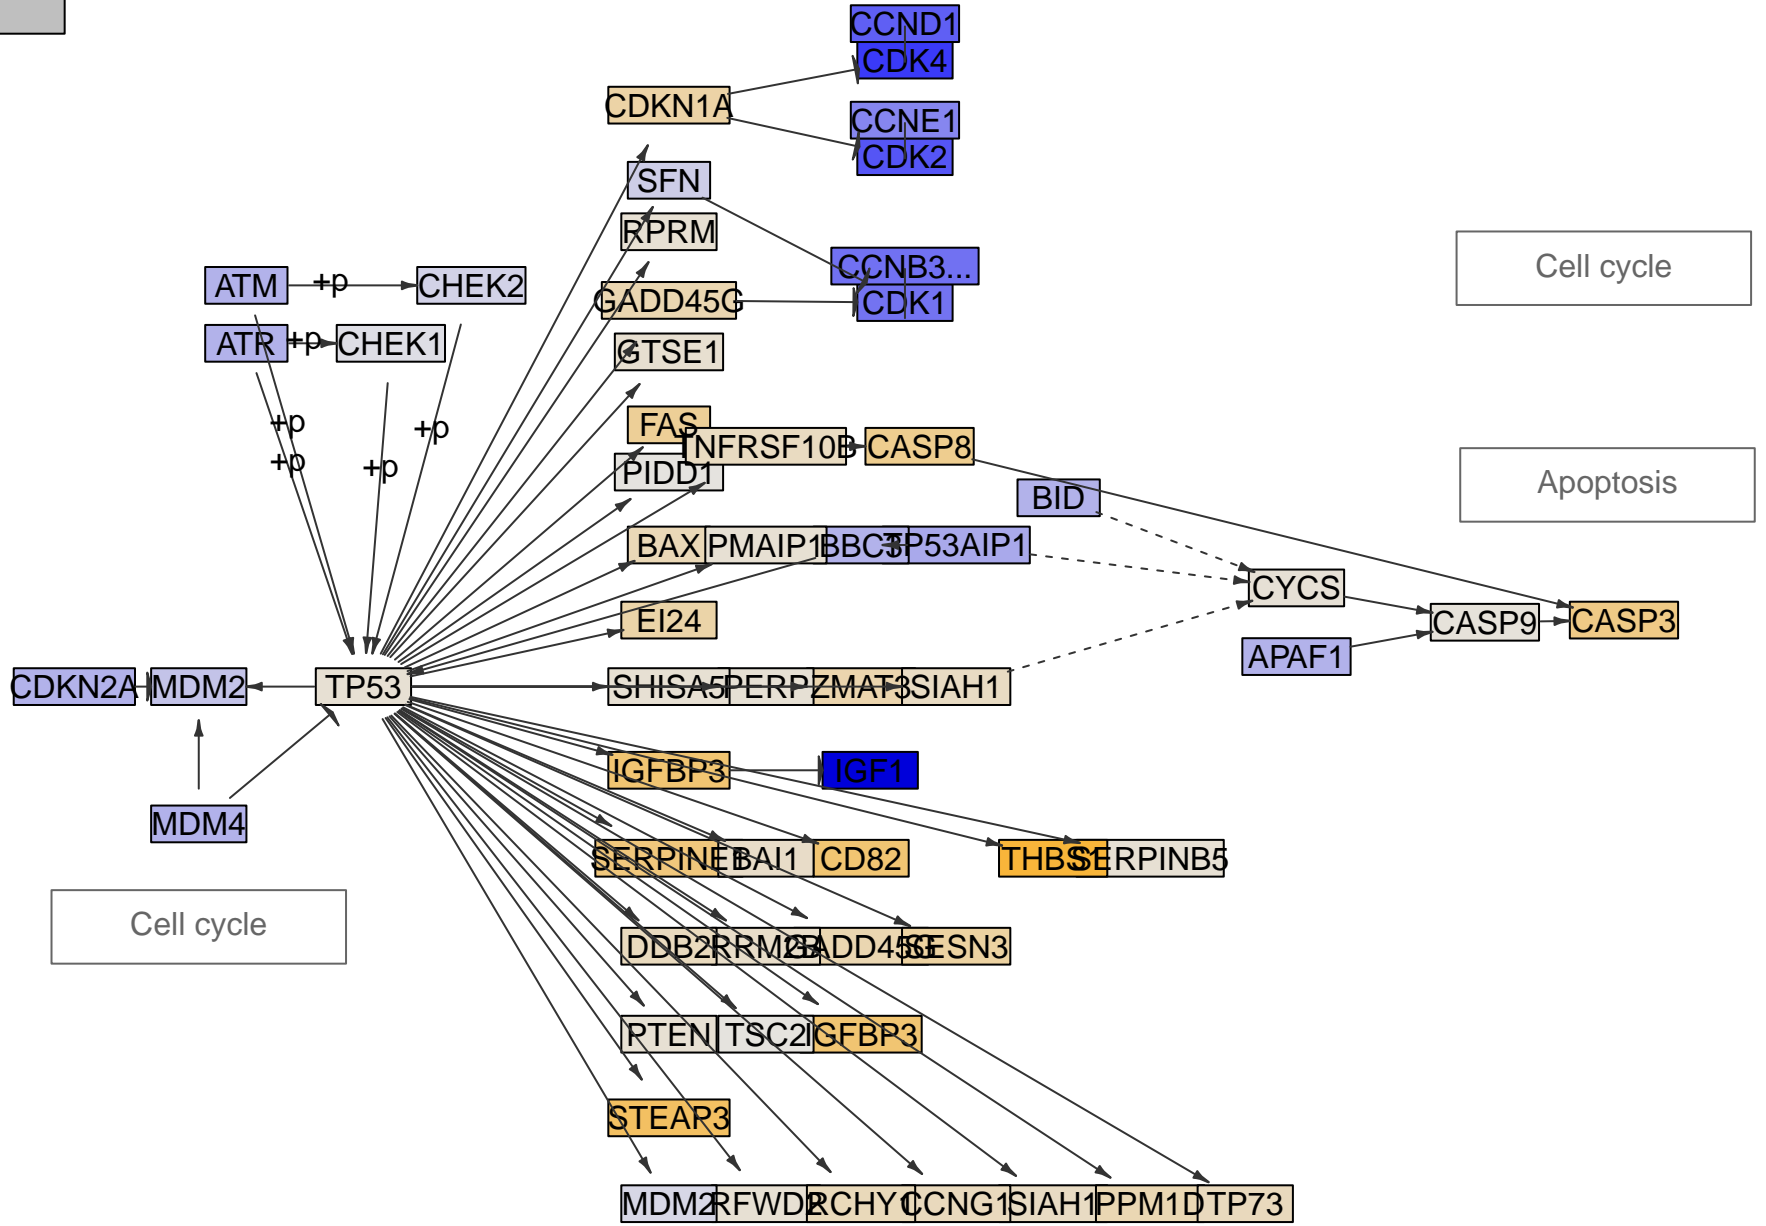 CCND1
CDK4
CDKN1A
CCNE1
CDK2
SFN
RPRM
Cell cycle
CCNB3...
ATM
+p
CHEK2
GADD45G
CDK1
ATR
+p
CHEK1
GTSE1
+p
+p
FAS
TNFRSF10B
CASP8
+p
+p
PIDD1
Apoptosis
BID
BAX
PMAIP1
BBC3
TP53AIP1
CYCS
EI24
CASP9
CASP3
APAF1
CDKN2A
MDM2
TP53
SHISA5
PERP
ZMAT3
SIAH1
IGFBP3
IGF1
MDM4
SERPINE1
BAI1
CD82
THBS1
SERPINB5
Cell cycle
DDB2
RRM2B
GADD45G
SESN3
PTEN
TSC2
IGFBP3
STEAP3
MDM2
RFWD2
RCHY1
CCNG1
SIAH1
PPM1D
TP73